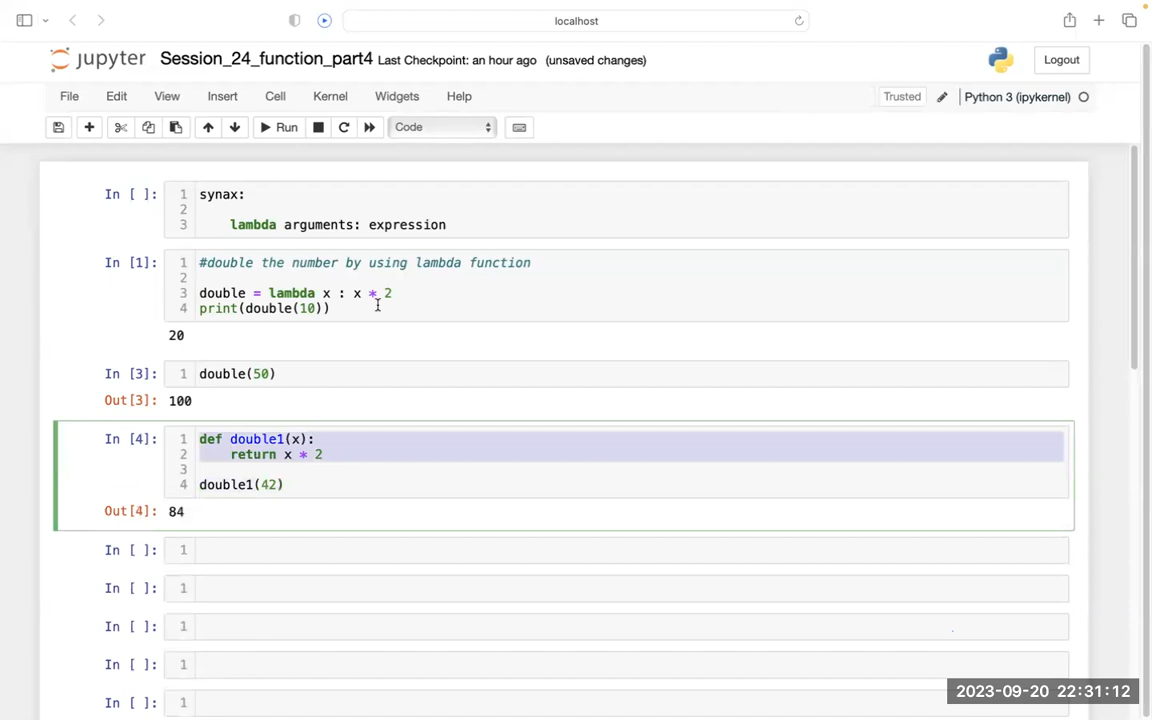 localhost
jupyter Session_24_function_part4 Last Checkpoint: an hour ago (unsaved changes)
Logout
File Edit View Insert Cell Kernel Widgets Help
Trusted Python 3 (ipykernel)
Run Code
In [ ]: 1 synax:
2
3 lambda arguments: expression
In [1]: 1 #double the number by using lambda function
2
3 double = lambda x : x * 2
4 print(double(10))
20
In [3]: 1 double(50)
Out[3]: 100
In [4]: 1 def double1(x):
2 return x * 2
3
4 double1(42)
Out[4]: 84
In [ ]: 1
In [ ]: 1
In [ ]: 1
In [ ]: 1
In [ ]: 1
2023-09-20 22:31:12